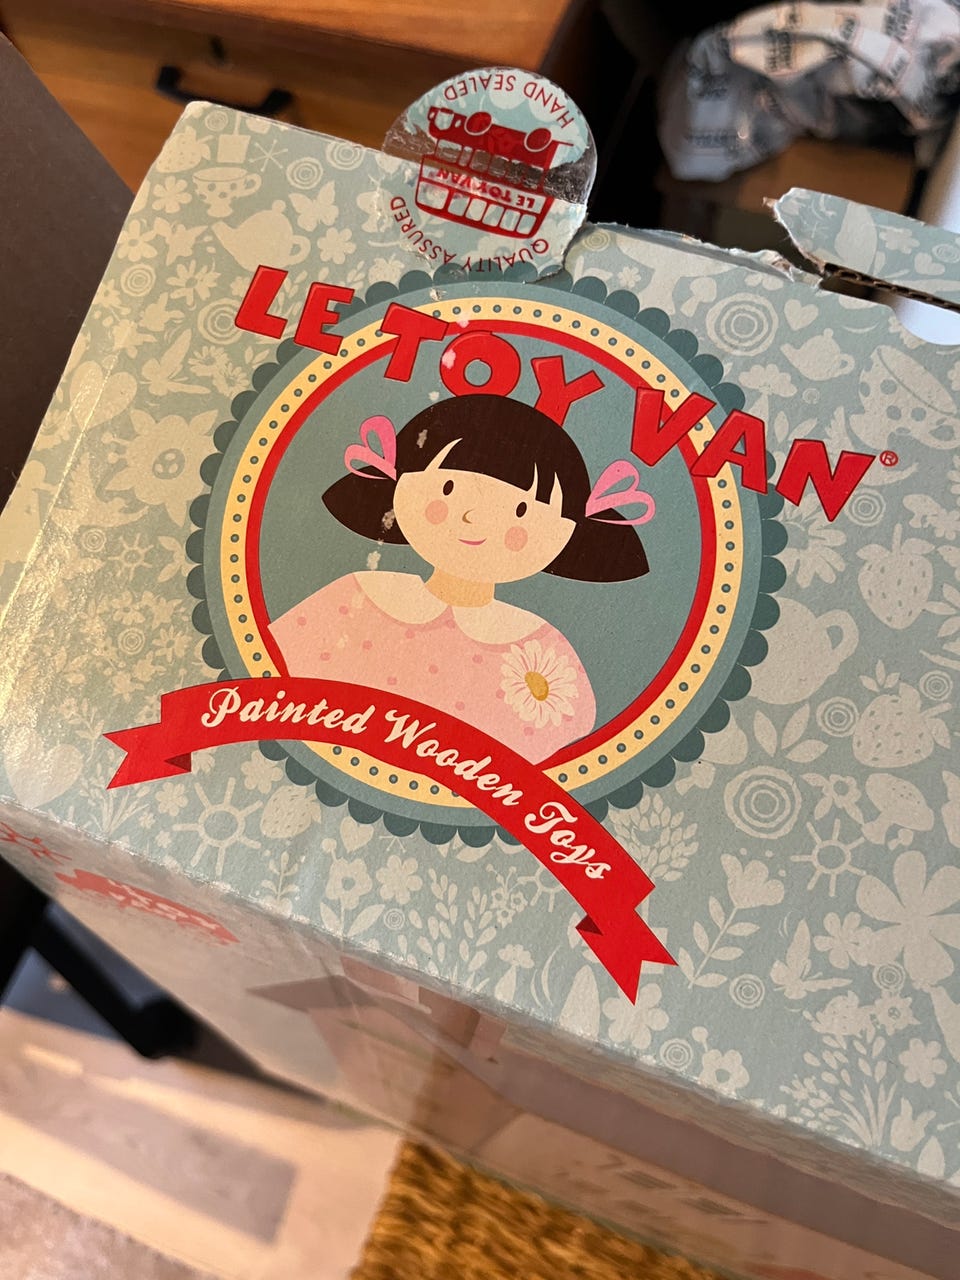 HAND SEALED
LE TOY VAN
QUALITY ASSURED
LE TOY VAN®
Painted Wooden Toys